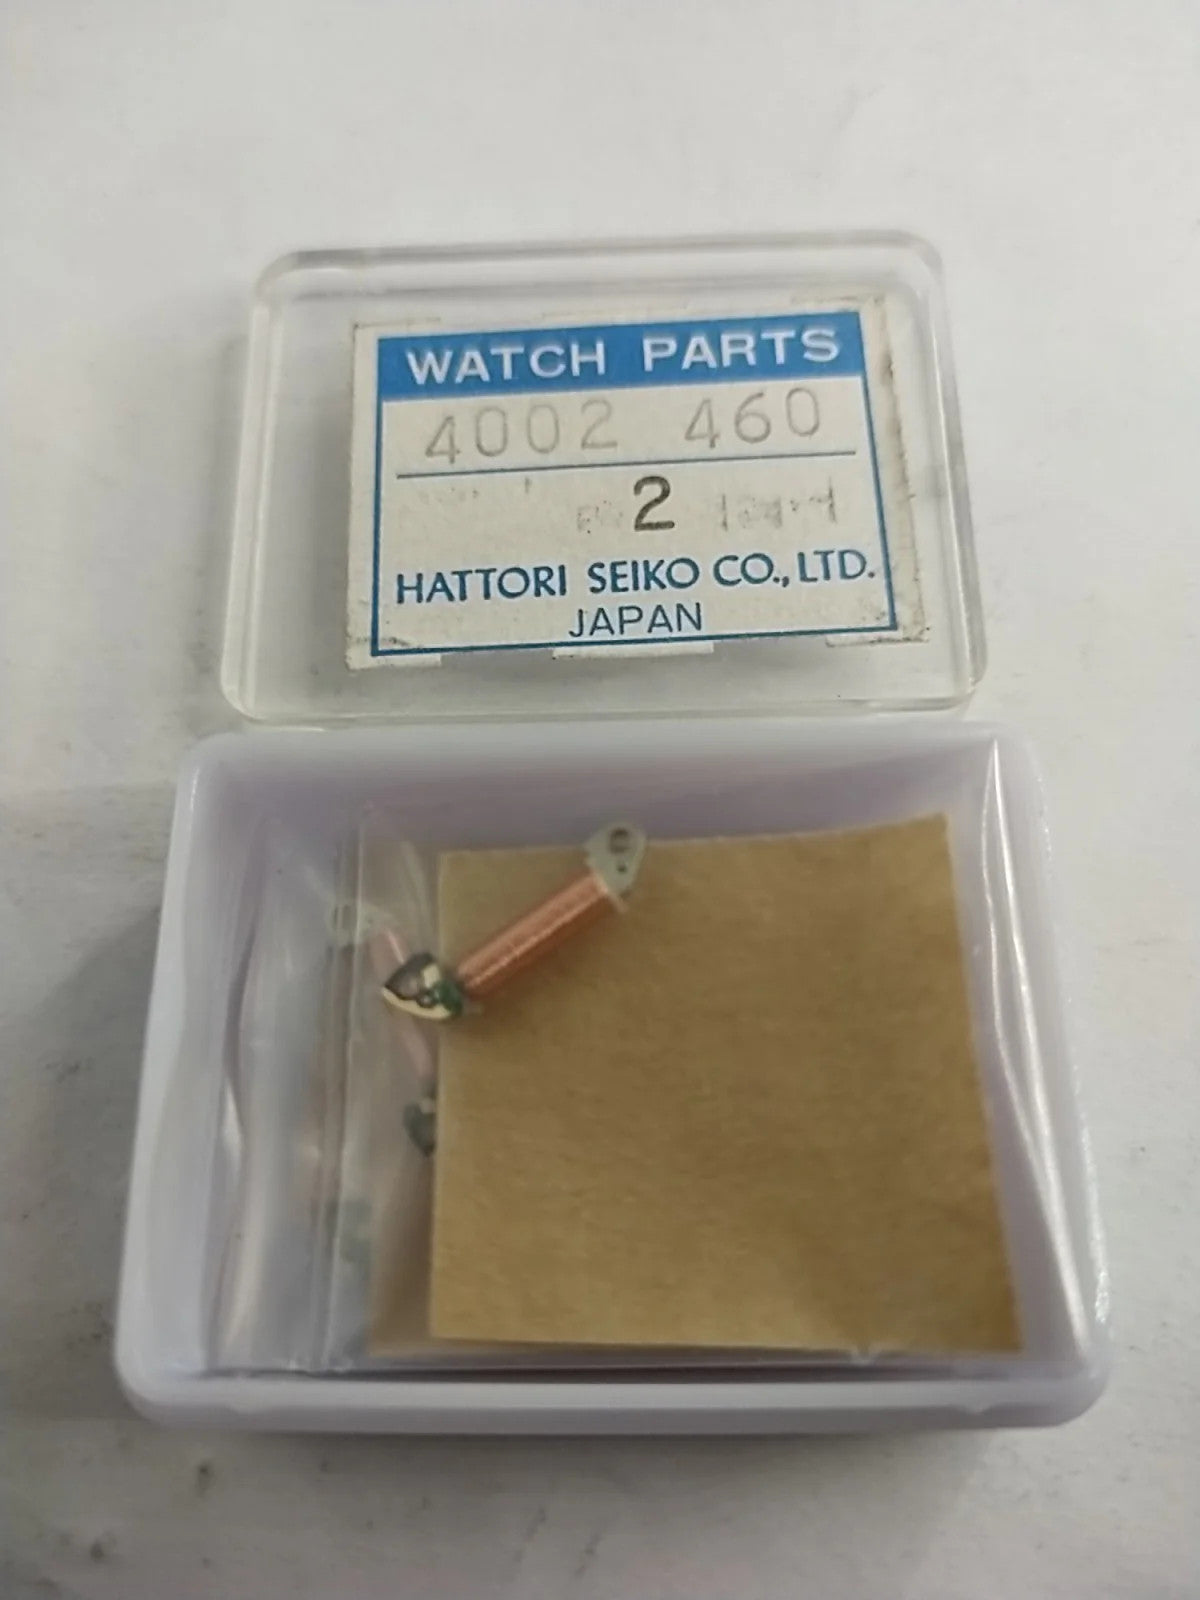 WATCH PARTS
4002 460
2
HATTORI SEIKO CO., LTD.
JAPAN